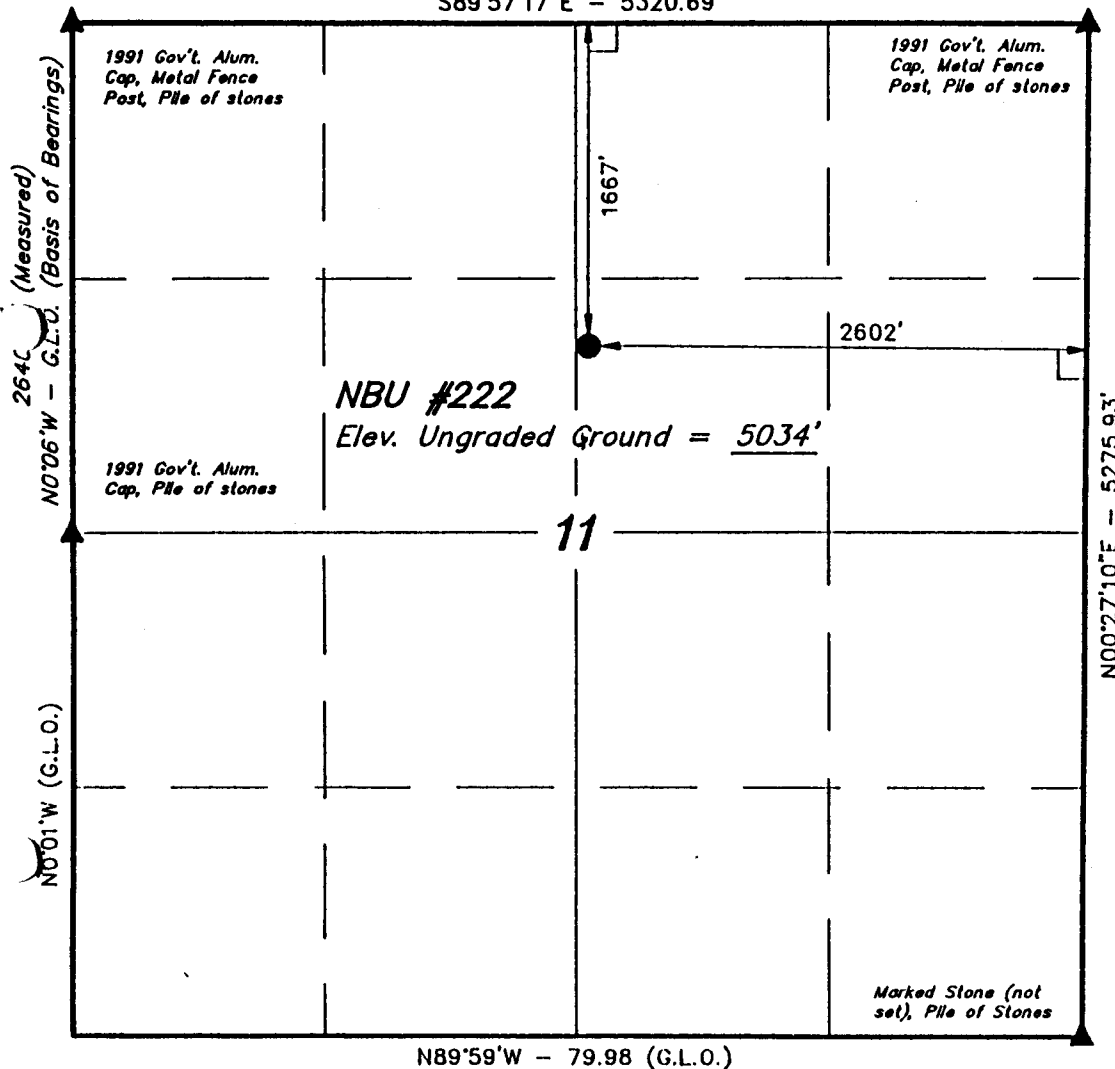 S89°57'17"E – 5320.69'
1991 Gov't. Alum.
Cap, Metal Fence
Post, Pile of stones
1991 Gov't. Alum.
Cap, Metal Fence
Post, Pile of stones
(Measured)
N0°06'W – G.L.O. (Basis of Bearings)
1667'
2602'
NBU #222
Elev. Ungraded Ground = 5034'
1991 Gov't. Alum.
Cap, Pile of stones
11
N00°27'10"E – 5275.93'
N0°01'W (G.L.O.)
Marked Stone (not
set), Pile of Stones
N89°59'W – 79.98 (G.L.O.)